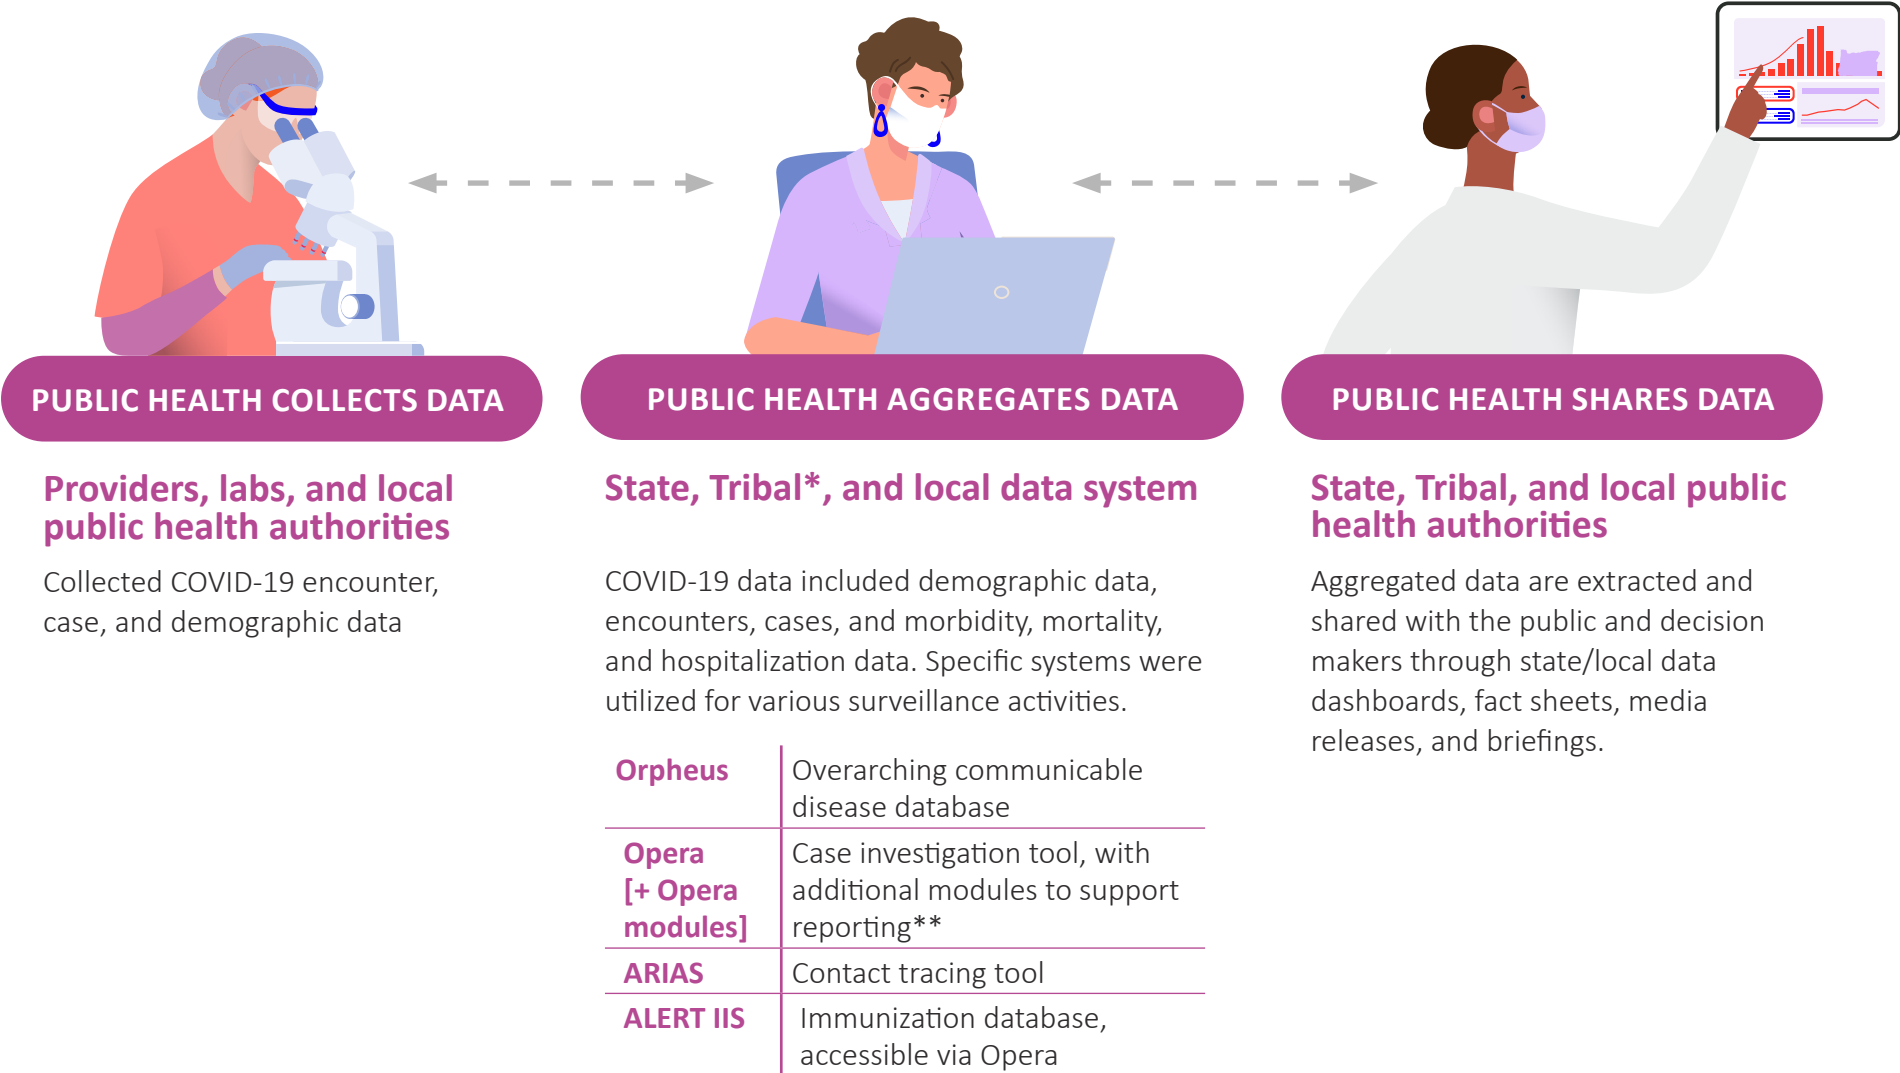 PUBLIC HEALTH COLLECTS DATA
Providers, labs, and local
public health authorities
Collected COVID-19 encounter,
case, and demographic data
PUBLIC HEALTH AGGREGATES DATA
State, Tribal*, and local data system
COVID-19 data included demographic data,
encounters, cases, and morbidity, mortality,
and hospitalization data. Specific systems were
utilized for various surveillance activities.
Orpheus
Overarching communicable
disease database
Opera
[+ Opera
modules]
Case investigation tool, with
additional modules to support
reporting**
ARIAS
Contact tracing tool
ALERT IIS
Immunization database,
accessible via Opera
PUBLIC HEALTH SHARES DATA
State, Tribal, and local public
health authorities
Aggregated data are extracted and
shared with the public and decision
makers through state/local data
dashboards, fact sheets, media
releases, and briefings.